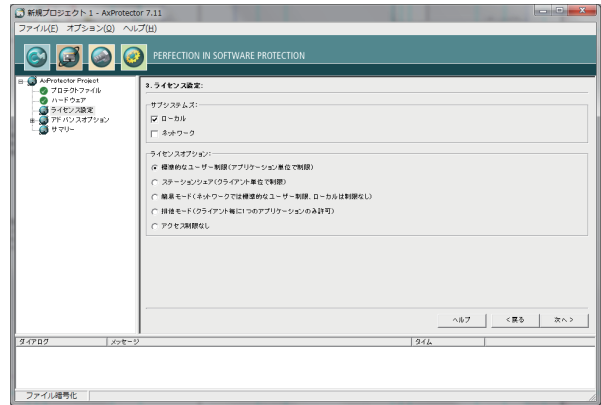 新規プロジェクト 1 - AxProtector 7.11
ファイル(F) オプション(O) ヘルプ(H)
PERFECTION IN SOFTWARE PROTECTION
AxProtector Project
プロテクトファイル
ハードウェア
ライセンス設定
アドバンスオプション
サマリー
3. ライセンス設定:
サブシステムズ:
ローカル
ネットワーク
ライセンスオプション:
標準的なユーザー制限(アプリケーション単位で制限)
ステーションシェア(クライアント単位で制限)
簡易モード(ネットワークでは標準的なユーザー制限、ローカルは制限なし)
排他モード(クライアント毎に1つのアプリケーションのみ許可)
アクセス制限なし
ヘルプ
<戻る
次へ>
ダイアログ
メッセージ
タイム
ファイル暗号化